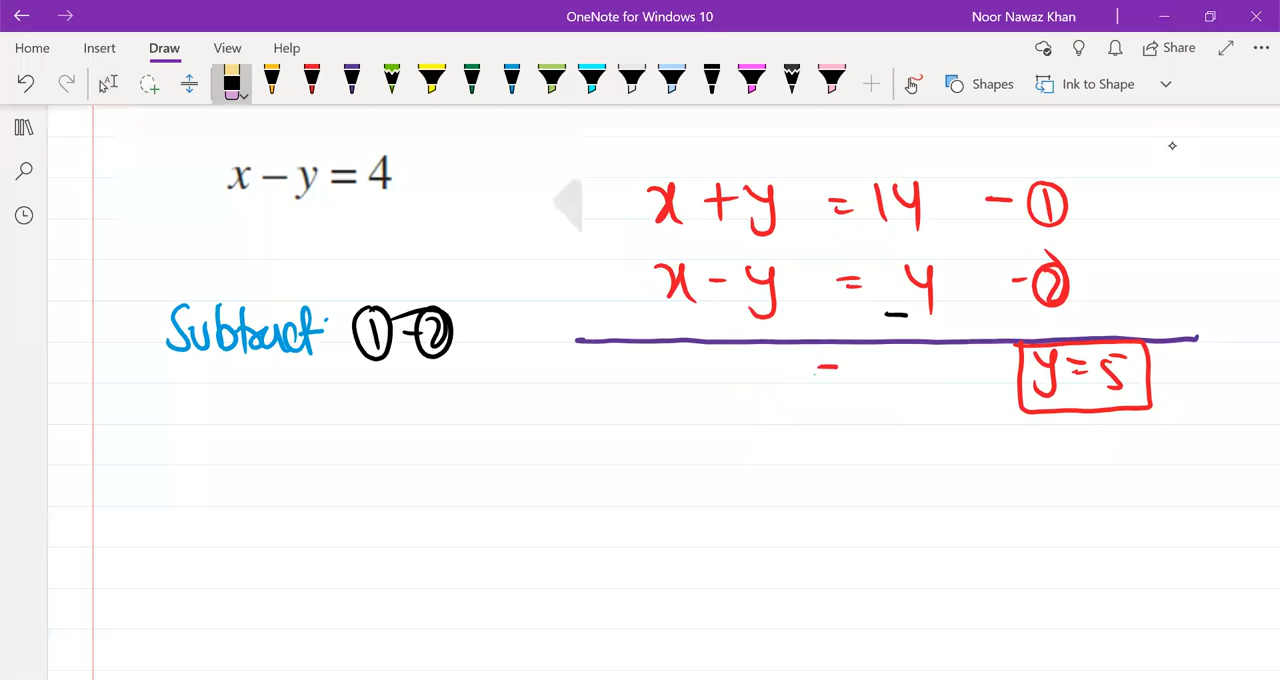 OneNote for Windows 10
Noor Nawaz Khan
Home Insert Draw View Help
Share
Shapes
Ink to Shape
x − y = 4
x + y = 14 - ①
x - y = 4 - ②
Subtract: ① - ②
-
=
y = 5